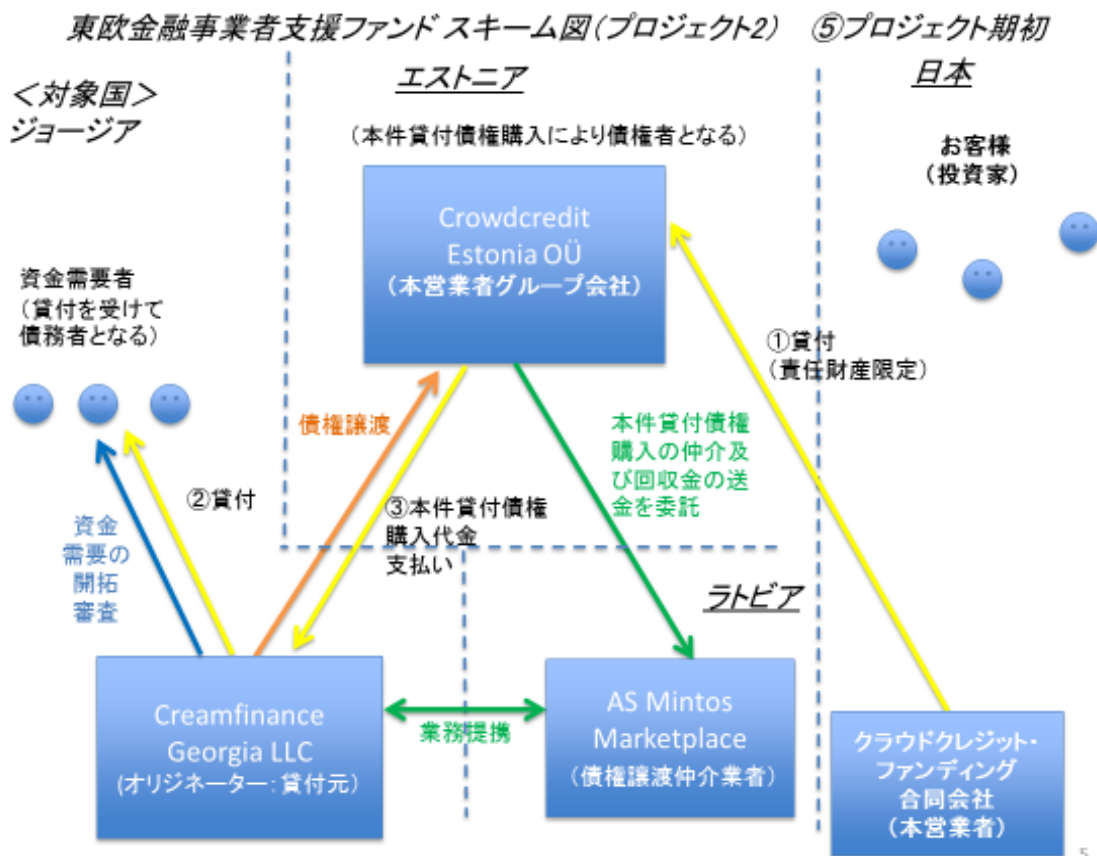 東欧金融事業者支援ファンド スキーム図(プロジェクト2)　⑤プロジェクト期初
＜対象国＞
ジョージア
エストニア
日本
(本件貸付債権購入により債権者となる)
お客様
(投資家)
Crowdcredit
Estonia OÜ
(本営業者グループ会社)
資金需要者
(貸付を受けて
債務者となる)
①貸付
(責任財産限定)
債権譲渡
本件貸付債権
購入の仲介及
び回収金の送
金を委託
②貸付
③本件貸付債権
購入代金
支払い
資金
需要の
開拓
審査
ラトビア
Creamfinance
Georgia LLC
(オリジネーター：貸付元)
業務提携
AS Mintos
Marketplace
(債権譲渡仲介業者)
クラウドクレジット・
ファンディング
合同会社
(本営業者)
5